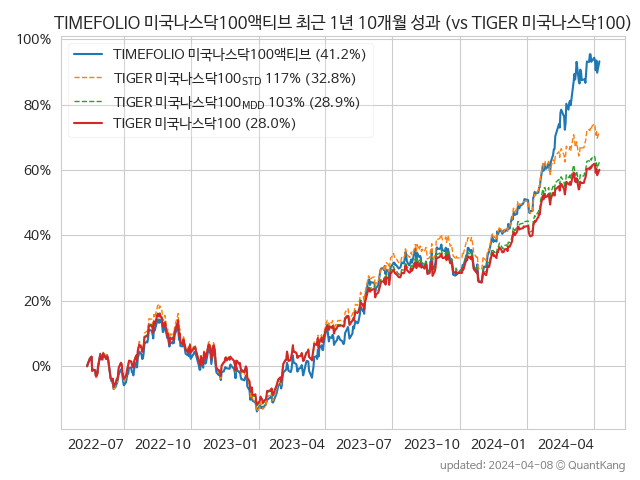 TIMEFOLIO 미국나스닥100액티브 최근 1년 10개월 성과 (vs TIGER 미국나스닥100)
100%
80%
60%
40%
20%
0%
TIMEFOLIO 미국나스닥100액티브 (41.2%)
TIGER 미국나스닥100STD 117% (32.8%)
TIGER 미국나스닥100MDD 103% (28.9%)
TIGER 미국나스닥100 (28.0%)
2022-07 2022-10 2023-01 2023-04 2023-07 2023-10 2024-01 2024-04
updated: 2024-04-08 © QuantKang